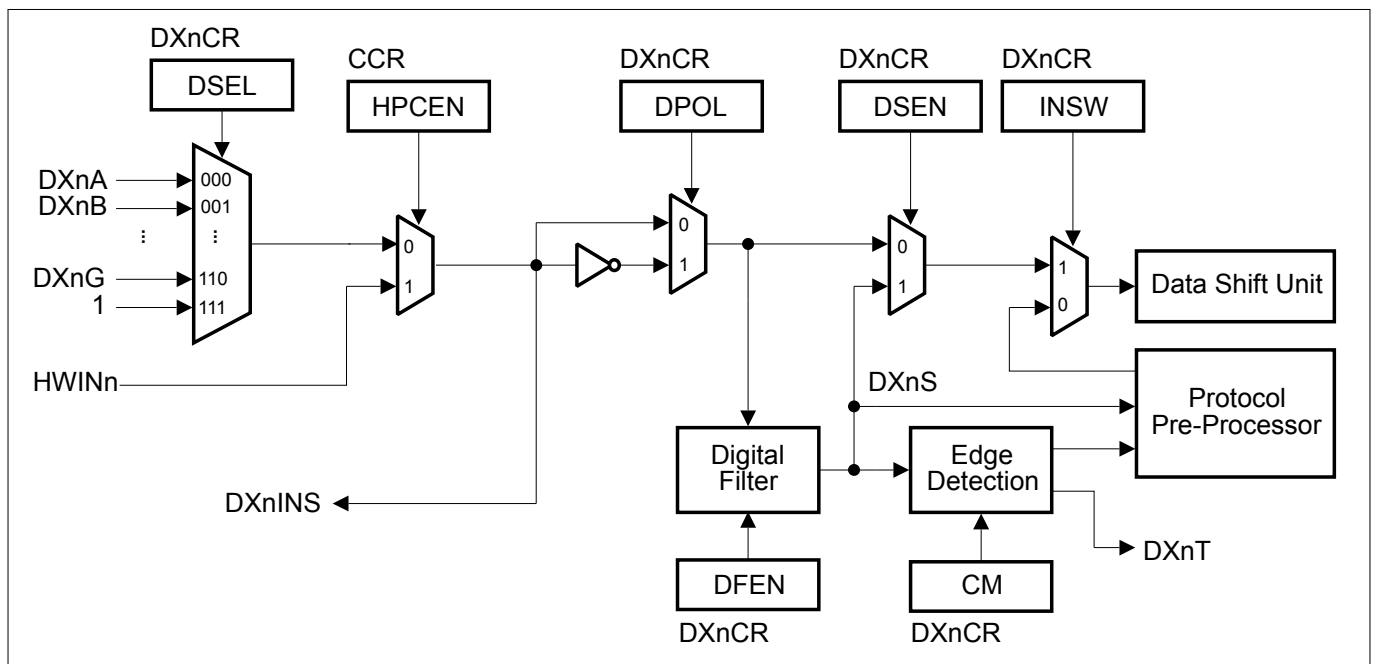 DXnCR
DSEL
CCR
HPCEN
DXnCR
DPOL
DXnCR
DSEN
DXnCR
INSW
DXnA
000
DXnB
001
⋮
⋮
DXnG
110
1
111
HWINn
0
1
0
1
0
1
1
0
Data Shift Unit
Protocol
Pre-Processor
DXnS
Digital
Filter
Edge
Detection
DXnINS
DXnT
DFEN
DXnCR
CM
DXnCR